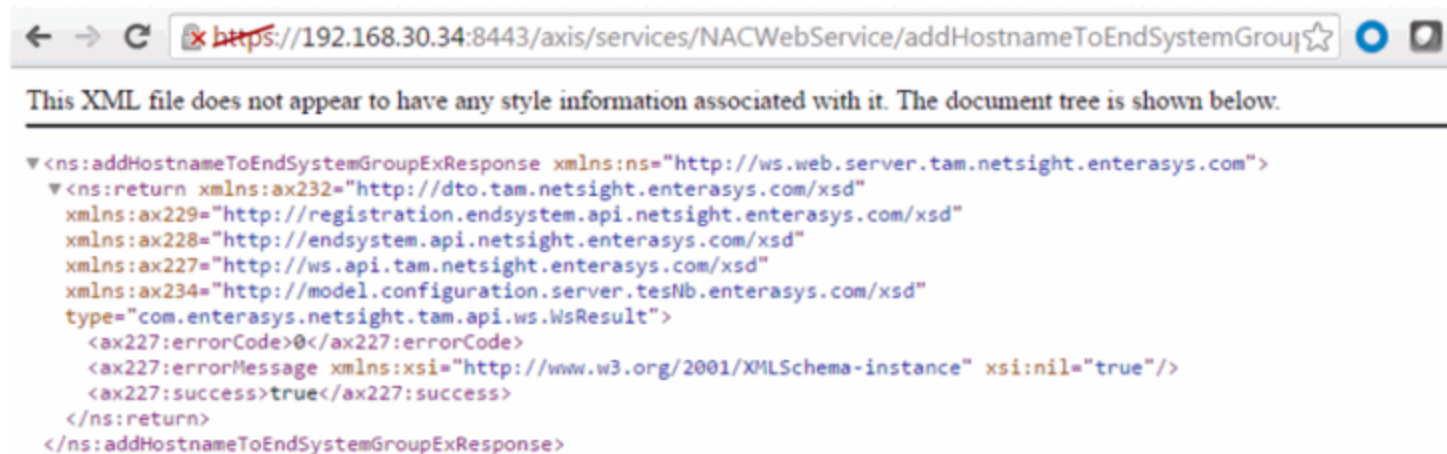 https://192.168.30.34:8443/axis/services/NACWebService/addHostnameToEndSystemGroup
This XML file does not appear to have any style information associated with it. The document tree is shown below.
▼<ns:addHostnameToEndSystemGroupExResponse xmlns:ns="http://ws.web.server.tam.netsight.enterasys.com">
▼<ns:return xmlns:ax232="http://dto.tam.netsight.enterasys.com/xsd"
xmlns:ax229="http://registration.endsystem.api.netsight.enterasys.com/xsd"
xmlns:ax228="http://endsystem.api.netsight.enterasys.com/xsd"
xmlns:ax227="http://ws.api.tam.netsight.enterasys.com/xsd"
xmlns:ax234="http://model.configuration.server.tesNb.enterasys.com/xsd"
type="com.enterasys.netsight.tam.api.ws.WsResult">
<ax227:errorCode>0</ax227:errorCode>
<ax227:errorMessage xmlns:xsi="http://www.w3.org/2001/XMLSchema-instance" xsi:nil="true"/>
<ax227:success>true</ax227:success>
</ns:return>
</ns:addHostnameToEndSystemGroupExResponse>